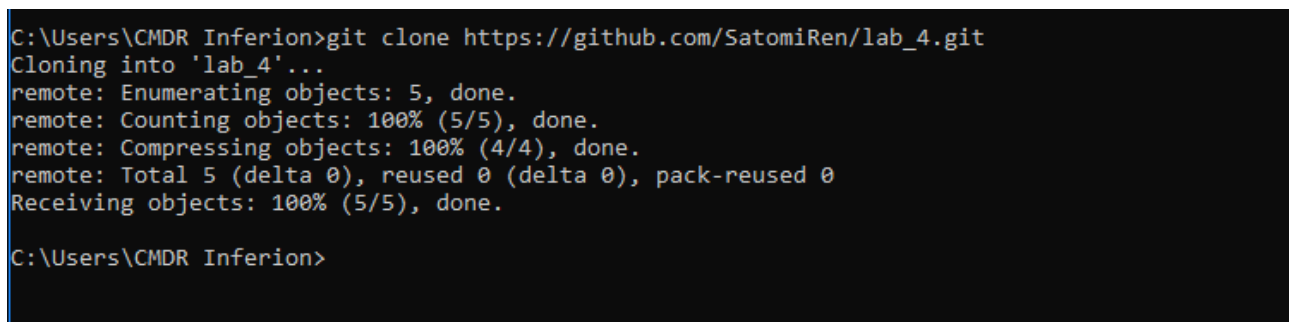 C:\Users\CMDR Inferion>git clone https://github.com/SatomiRen/lab_4.git
Cloning into 'lab_4'...
remote: Enumerating objects: 5, done.
remote: Counting objects: 100% (5/5), done.
remote: Compressing objects: 100% (4/4), done.
remote: Total 5 (delta 0), reused 0 (delta 0), pack-reused 0
Receiving objects: 100% (5/5), done.
C:\Users\CMDR Inferion>